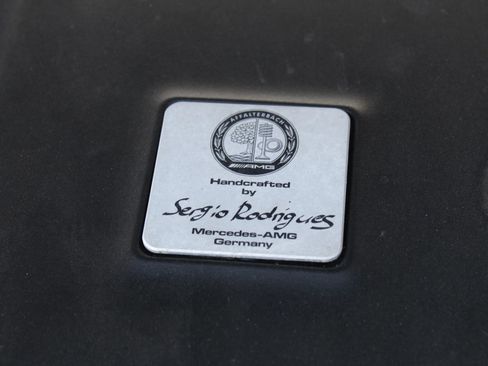 AFFALTERBACH
AMG
Handcrafted
by
Sergio Rodrigues
Mercedes-AMG
Germany